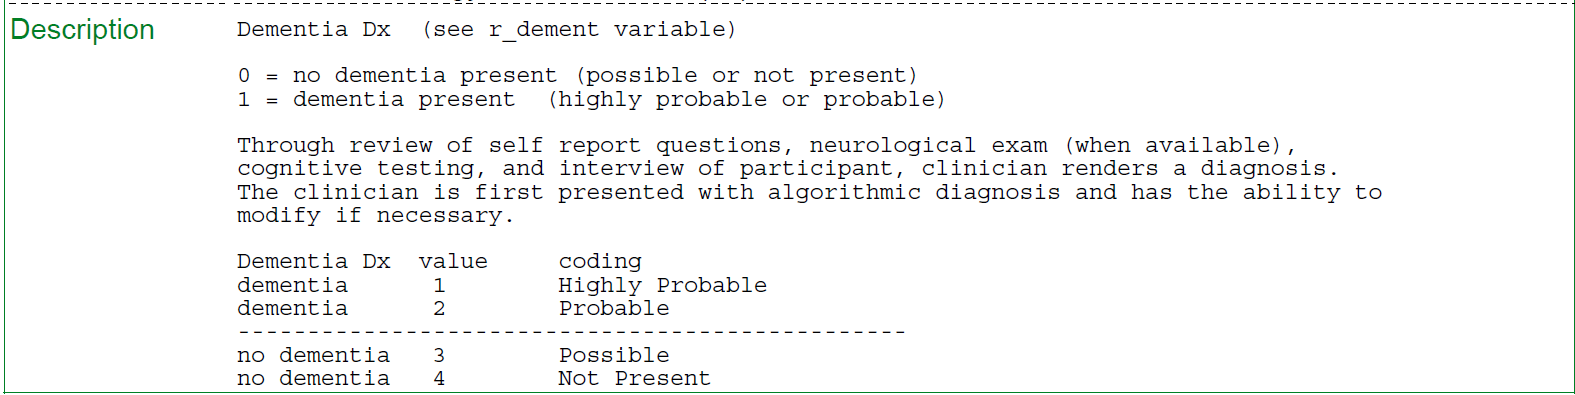 Description
Dementia Dx  (see r_dement variable)
0 = no dementia present (possible or not present)
1 = dementia present  (highly probable or probable)
Through review of self report questions, neurological exam (when available),
cognitive testing, and interview of participant, clinician renders a diagnosis.
The clinician is first presented with algorithmic diagnosis and has the ability to
modify if necessary.
Dementia Dx  value     coding
dementia      1        Highly Probable
dementia      2        Probable
------------------------------------------------
no dementia   3        Possible
no dementia   4        Not Present